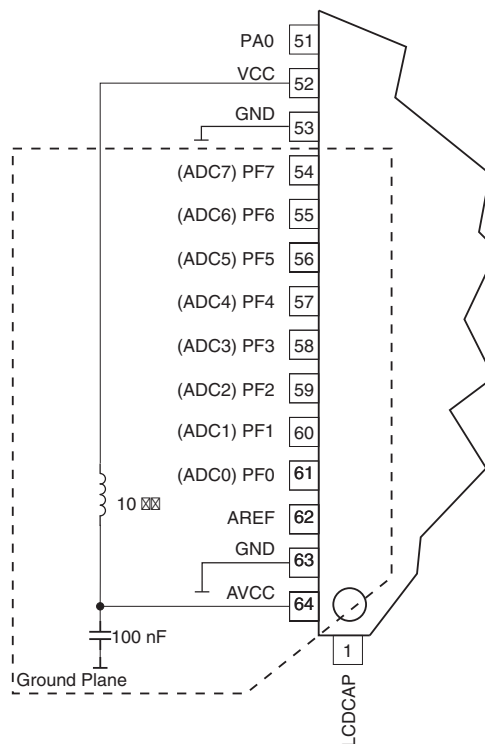 PA0 51
VCC 52
GND 53
(ADC7) PF7 54
(ADC6) PF6 55
(ADC5) PF5 56
(ADC4) PF4 57
(ADC3) PF3 58
(ADC2) PF2 59
(ADC1) PF1 60
(ADC0) PF0 61
10
AREF 62
GND 63
AVCC 64
100 nF
Ground Plane
1
LCDCAP